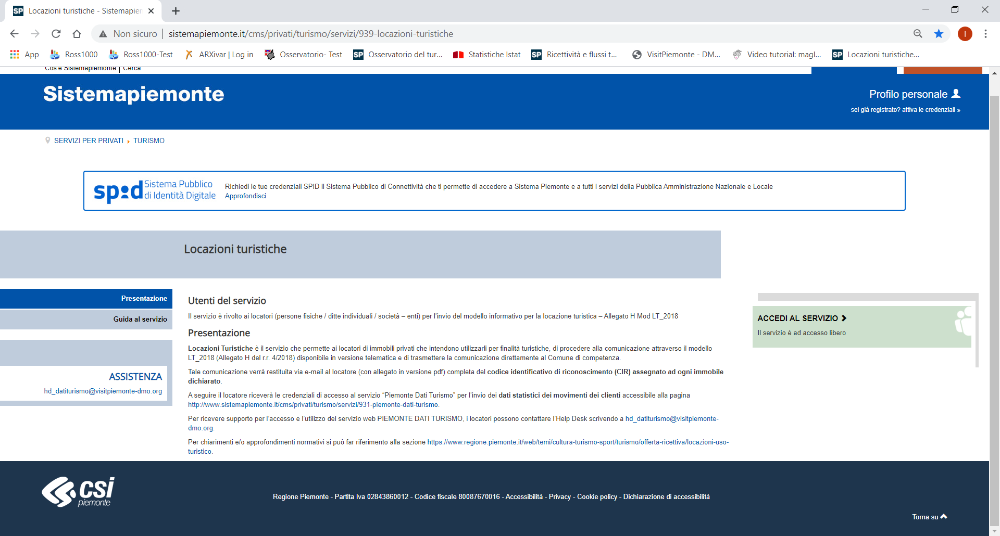 SP Locazioni turistiche - Sistemapiem
Non sicuro | sistemapiemonte.it/cms/privati/turismo/servizi/939-locazioni-turistiche
I
App Ross1000 Ross1000-Test ARXivar | Log in Osservatorio- Test SP Osservatorio del tur... Statistiche Istat SP Ricettività e flussi t... VisitPiemonte - DM... Video tutorial: magl... SP Locazioni turistiche...
Cos'è Sistemapiemonte | Cerca
Sistemapiemonte
Profilo personale
sei già registrato? attiva le credenziali »
SERVIZI PER PRIVATI TURISMO
spid Sistema Pubblico
di Identità Digitale
Richiedi le tue credenziali SPID il Sistema Pubblico di Connettività che ti permette di accedere a Sistema Piemonte e a tutti i servizi della Pubblica Amministrazione Nazionale e Locale
Approfondisci
Locazioni turistiche
Presentazione
Guida al servizio
ASSISTENZA
hd_datiturismo@visitpiemonte-dmo.org
Utenti del servizio
Il servizio è rivolto ai locatori (persone fisiche / ditte individuali / società – enti) per l'invio del modello informativo per la locazione turistica – Allegato H Mod LT_2018
Presentazione
Locazioni Turistiche è il servizio che permette ai locatori di immobili privati che intendono utilizzarli per finalità turistiche, di procedere alla comunicazione attraverso il modello
LT_2018 (Allegato H del r.r. 4/2018) disponibile in versione telematica e di trasmettere la comunicazione direttamente al Comune di competenza.
Tale comunicazione verrà restituita via e-mail al locatore (con allegato in versione pdf) completa del codice identificativo di riconoscimento (CIR) assegnato ad ogni immobile
dichiarato.
A seguire il locatore riceverà le credenziali di accesso al servizio “Piemonte Dati Turismo” per l'invio dei dati statistici dei movimenti dei clienti accessibile alla pagina
http://www.sistemapiemonte.it/cms/privati/turismo/servizi/931-piemonte-dati-turismo.
Per ricevere supporto per l'accesso e l'utilizzo del servizio web PIEMONTE DATI TURISMO, i locatori possono contattare l'Help Desk scrivendo a hd_datiturismo@visitpiemonte-
dmo.org.
Per chiarimenti e/o approfondimenti normativi si può far riferimento alla sezione https://www.regione.piemonte.it/web/temi/cultura-turismo-sport/turismo/offerta-ricettiva/locazioni-uso-
turistico.
ACCEDI AL SERVIZIO
Il servizio è ad accesso libero
csi
piemonte
Regione Piemonte - Partita Iva 02843860012 - Codice fiscale 80087670016 - Accessibilità - Privacy - Cookie policy - Dichiarazione di accessibilità
Torna su